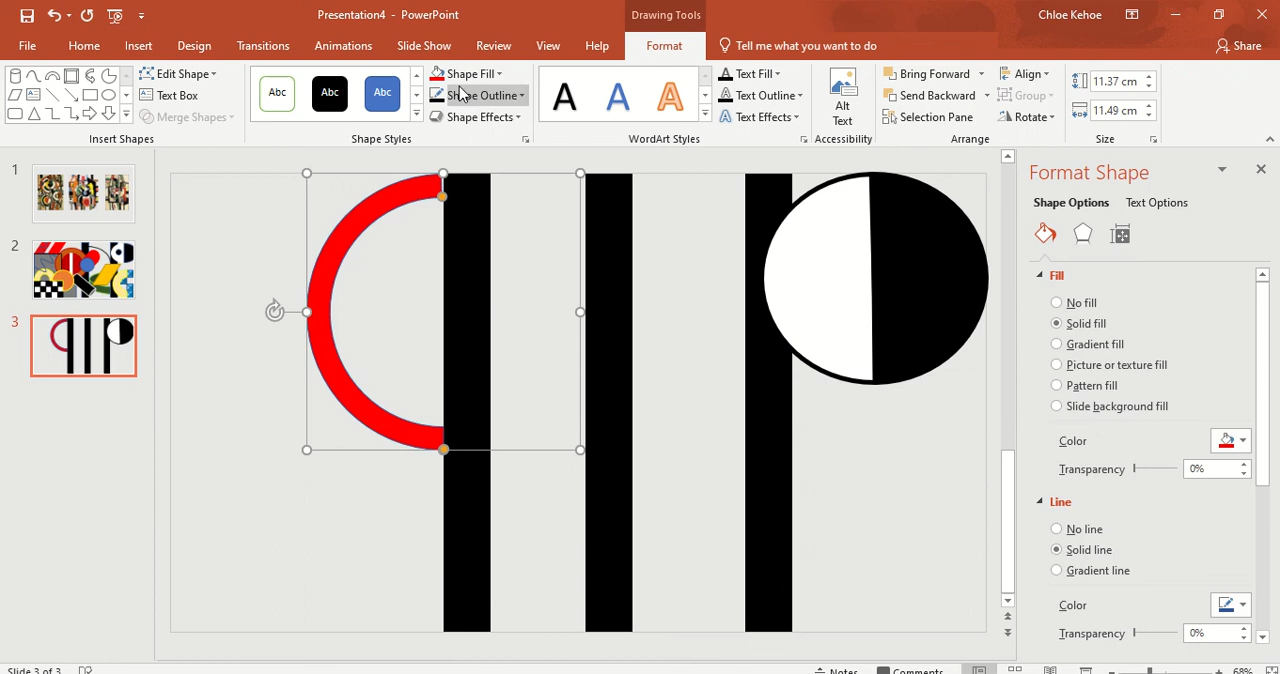 Presentation4 - PowerPoint
Drawing Tools
Chloe Kehoe
File Home Insert Design Transitions Animations Slide Show Review View Help Format Tell me what you want to do Share
Edit Shape
Text Box
Merge Shapes
Insert Shapes
Abc Abc Abc
Shape Fill
Shape Outline
Shape Effects
Shape Styles
A A A
Text Fill
Text Outline
Text Effects
WordArt Styles
Alt
Text
Accessibility
Bring Forward
Send Backward
Selection Pane
Align
Group
Rotate
Arrange
11.37 cm
11.49 cm
Size
1
2
3
Format Shape
Shape Options Text Options
Fill
No fill
Solid fill
Gradient fill
Picture or texture fill
Pattern fill
Slide background fill
Color
Transparency 0%
Line
No line
Solid line
Gradient line
Color
Transparency 0%
Slide 3 of 3
Notes
Comments
68%